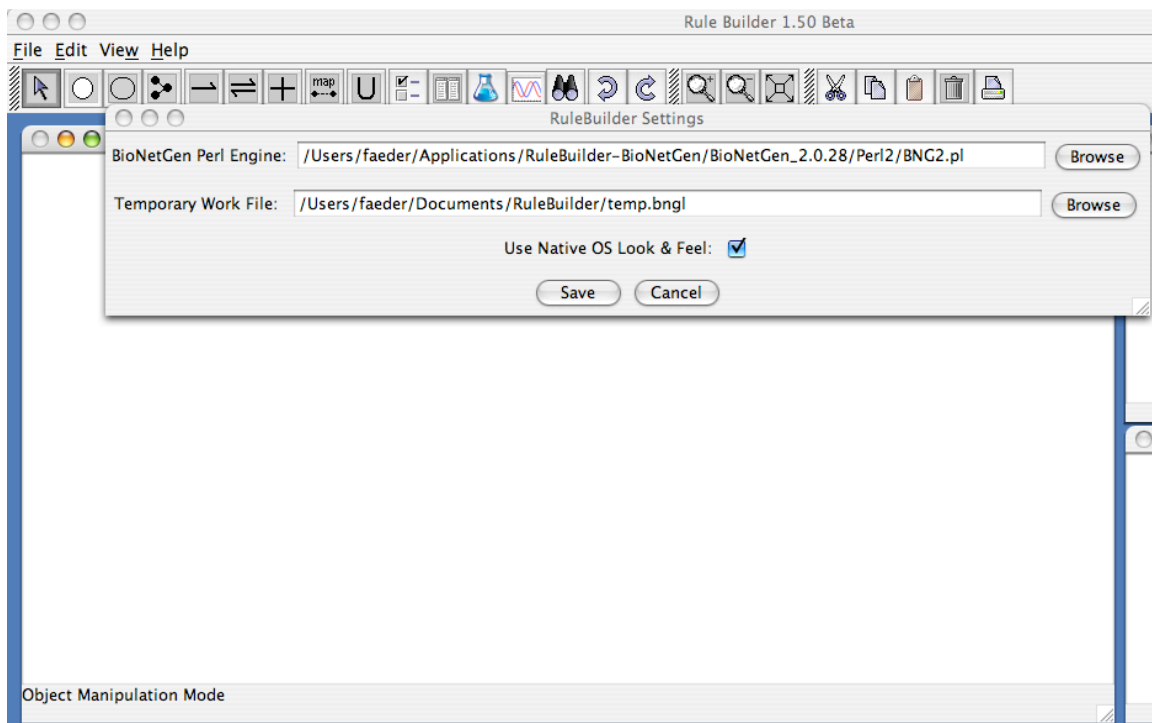 Rule Builder 1.50 Beta
File Edit View Help
map
RuleBuilder Settings
BioNetGen Perl Engine: /Users/faeder/Applications/RuleBuilder-BioNetGen/BioNetGen_2.0.28/Perl2/BNG2.pl Browse
Temporary Work File: /Users/faeder/Documents/RuleBuilder/temp.bngl Browse
Use Native OS Look & Feel:
Save Cancel
Object Manipulation Mode